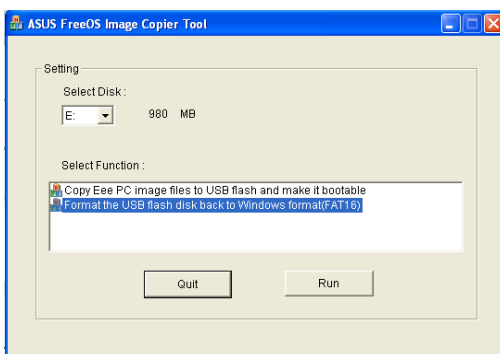 ASUS FreeOS Image Copier Tool
Setting
Select Disk :
E: 980 MB
Select Function :
Copy Eee PC image files to USB flash and make it bootable
Format the USB flash disk back to Windows format(FAT16)
Quit Run